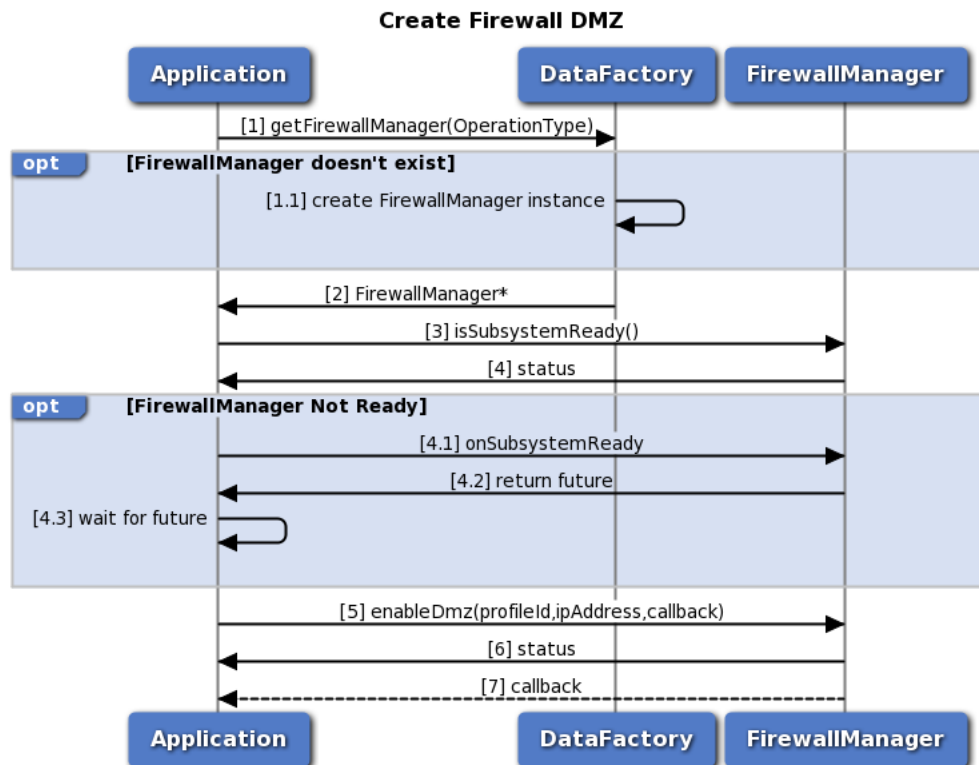 Create Firewall DMZ
Application DataFactory FirewallManager
[1] getFirewallManager(OperationType)
opt [FirewallManager doesn't exist]
[1.1] create FirewallManager instance
[2] FirewallManager*
[3] isSubsystemReady()
[4] status
opt [FirewallManager Not Ready]
[4.1] onSubsystemReady
[4.2] return future
[4.3] wait for future
[5] enableDmz(profileId,ipAddress,callback)
[6] status
[7] callback
Application DataFactory FirewallManager